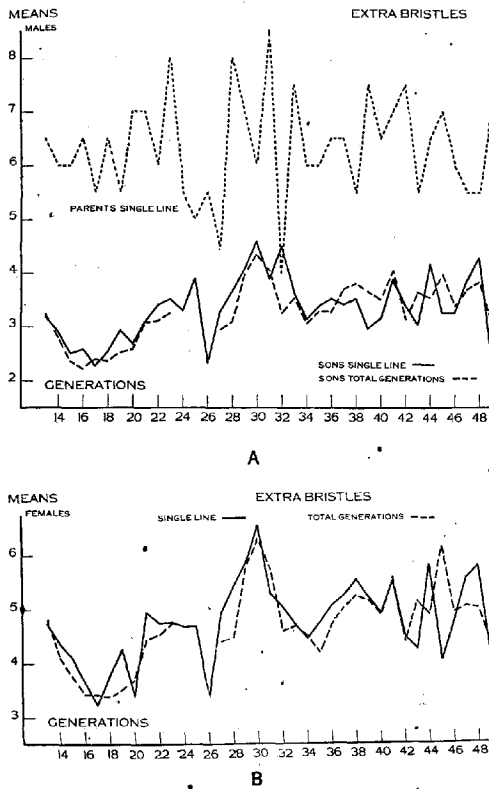 MEANS EXTRA BRISTLES
MALES
8
7
6
PARENTS SINGLE LINE
5
4
3
SONS SINGLE LINE
SONS TOTAL GENERATIONS
2
GENERATIONS
14 16 18 20 22 24 26 28 30 32 34 36 38 40 42 44 46 48
A
MEANS EXTRA BRISTLES
FEMALES
SINGLE LINE TOTAL GENERATIONS
6
5
4
3
GENERATIONS
14 16 18 20 22 24 26 28 30 32 34 36 38 40 42 44 46 48
B